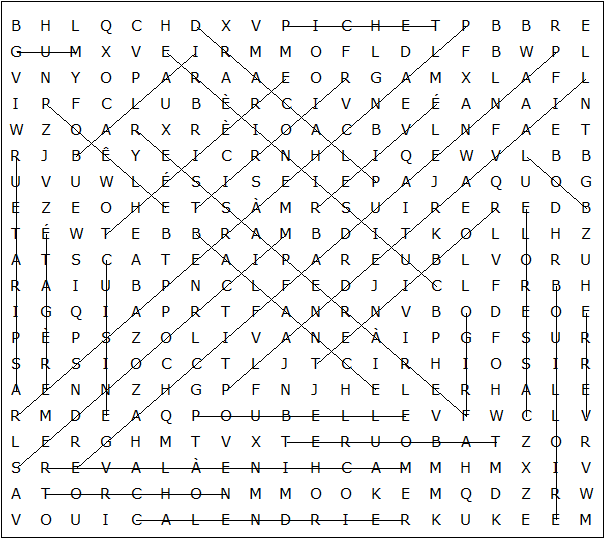 B H L Q C H D X V P I C H E T P B B R E
G U M X V E I R M M O F L D L F B W P L
V N Y O P A R A A E O R G A M X L A F L
I P F C L U B È R C I V N E É A N A I N
W Z O A R X R È I O A C B V L N F A E T
R J B Ê Y E I C R N H L I Q E W V L B B
U V U W L É S I S E I E P A J A Q U O G
E Z E O H E T S À M R S U I R E R E D B
T É W T E B B R A M B D I T K O L L H Z
A T S C A T E A I P A R E U B L V O R U
R A I U B P N C L F E D J I C L F R B H
I G Q I A P R T F A N R N V B O D E O E
P È P S Z O L I V A N E À I P G F S U R
S R S I O C C T L J T C I R H I O S I R
A E N N Z H G P F N J H E L E R H A L E
R M D E A Q P O U B E L L E V F W C L V
L E R G H M T V X T E R U O B A T Z O R
S R E V A L À E N I H C A M M H M X I V
A T O R C H O N M M O O K E M Q D Z R W
V O U I C A L E N D R I E R K U K E E M